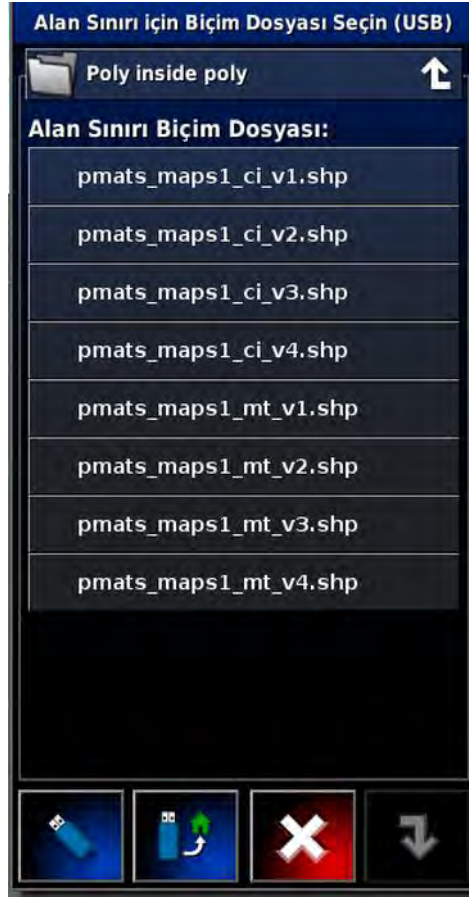 Alan Sınırı için Biçim Dosyası Seçin (USB)
Poly inside poly
Alan Sınırı Biçim Dosyası:
pmats_maps1_ci_v1.shp
pmats_maps1_ci_v2.shp
pmats_maps1_ci_v3.shp
pmats_maps1_ci_v4.shp
pmats_maps1_mt_v1.shp
pmats_maps1_mt_v2.shp
pmats_maps1_mt_v3.shp
pmats_maps1_mt_v4.shp